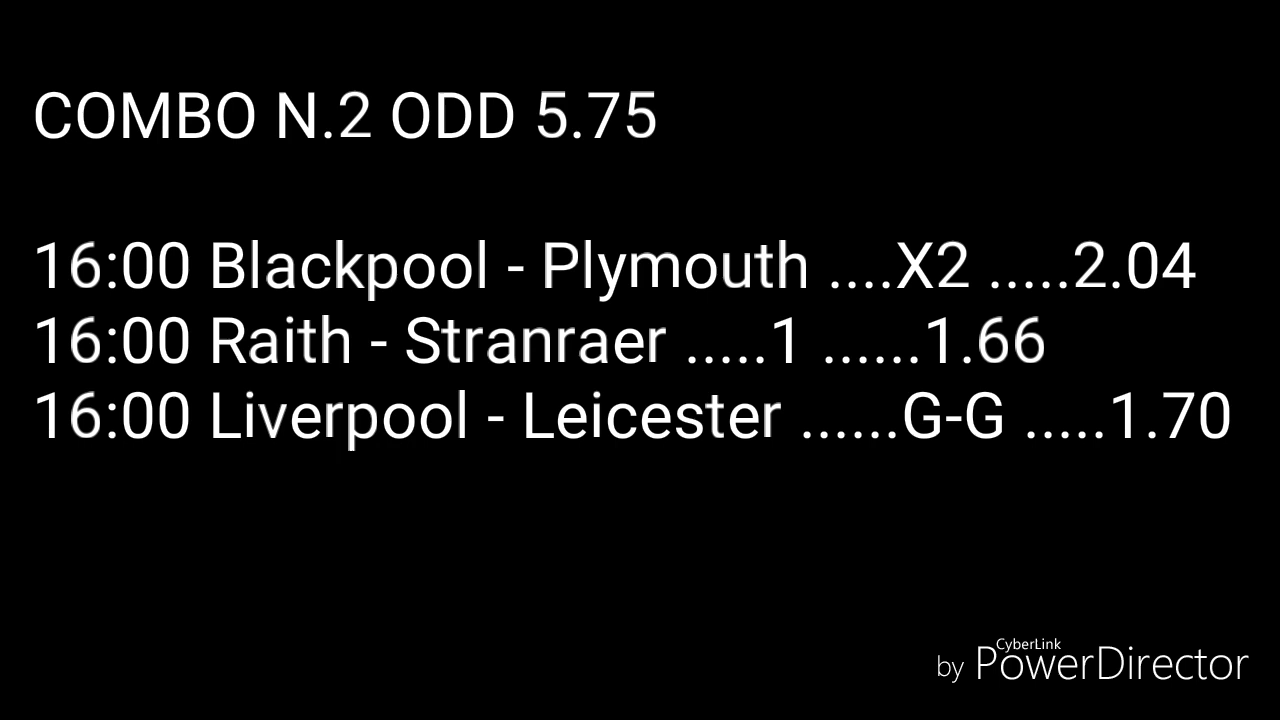 COMBO N.2 ODD 5.75
16:00 Blackpool - Plymouth ....X2 .....2.04
16:00 Raith - Stranraer .....1 ......1.66
16:00 Liverpool - Leicester ......G-G .....1.70
CyberLink
by PowerDirector